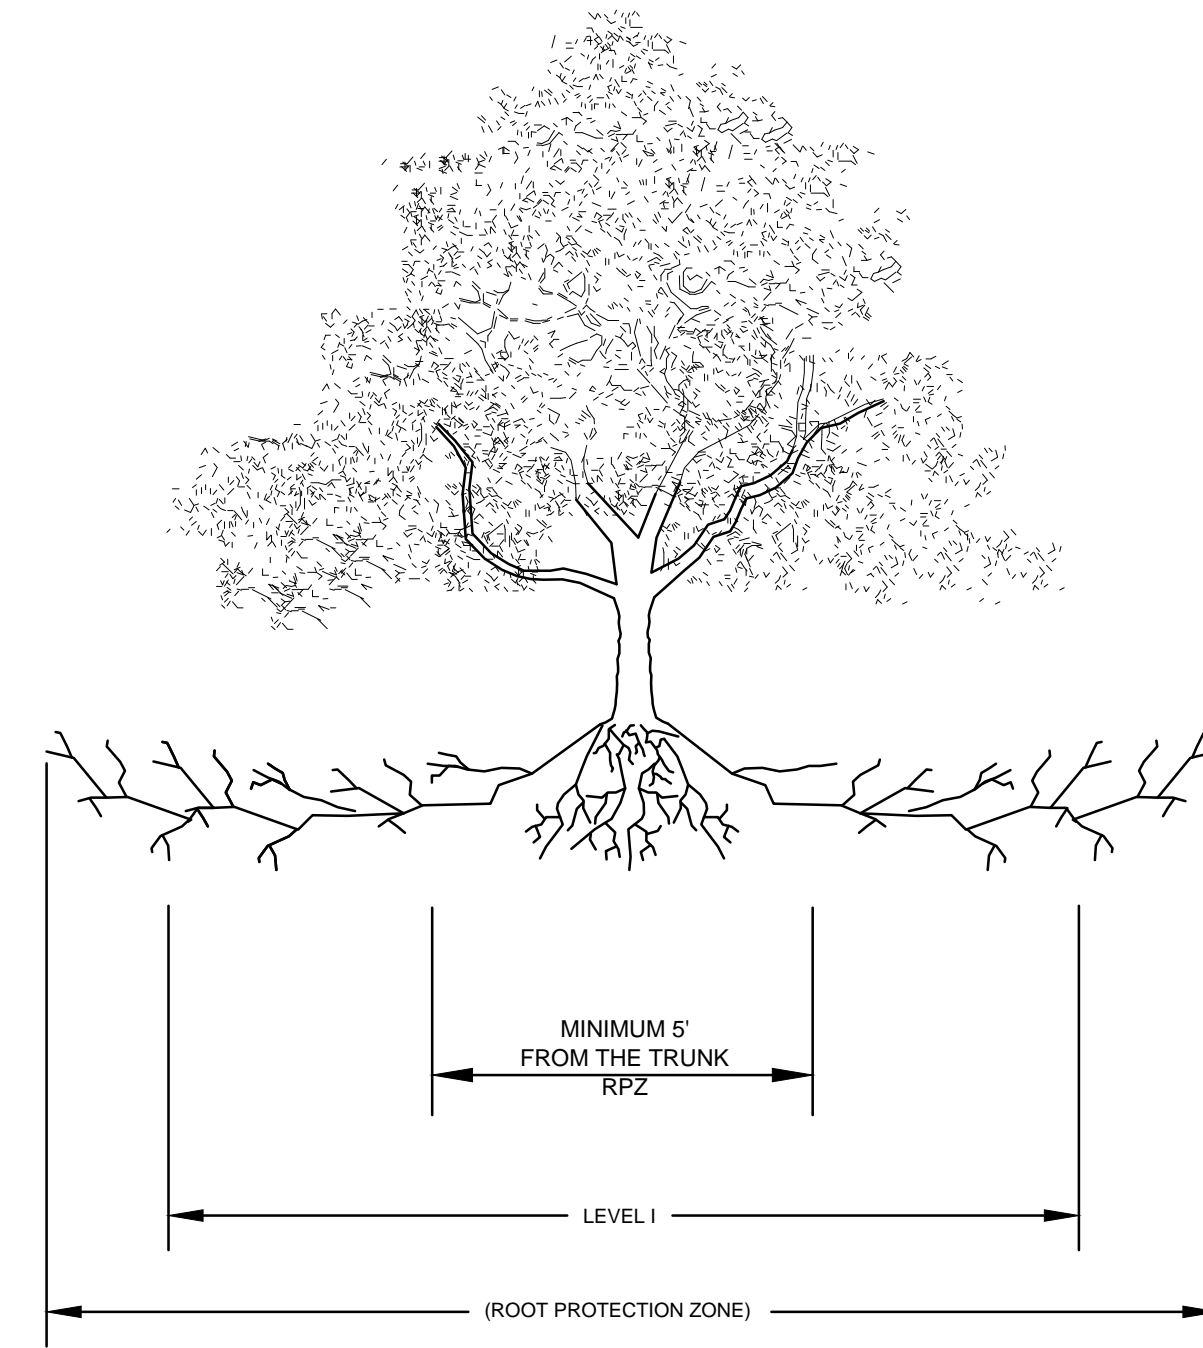 MINIMUM 5'
FROM THE TRUNK
RPZ
LEVEL I
(ROOT PROTECTION ZONE)